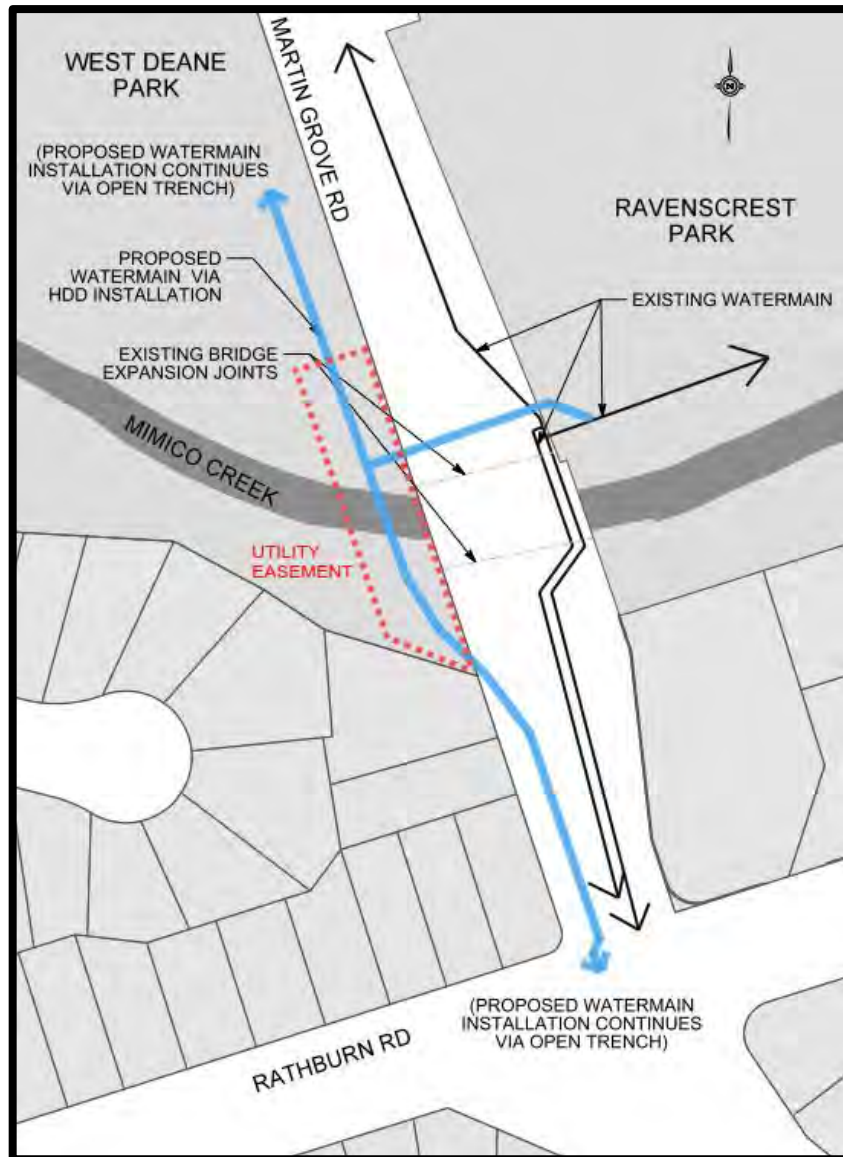 WEST DEANE
PARK
(PROPOSED WATERMAIN
INSTALLATION CONTINUES
VIA OPEN TRENCH)
MARTIN GROVE RD
N
RAVENSCREST
PARK
PROPOSED
WATERMAIN VIA
HDD INSTALLATION
EXISTING WATERMAIN
EXISTING BRIDGE
EXPANSION JOINTS
MIMICO CREEK
UTILITY
EASEMENT
(PROPOSED WATERMAIN
INSTALLATION CONTINUES
VIA OPEN TRENCH)
RATHBURN RD